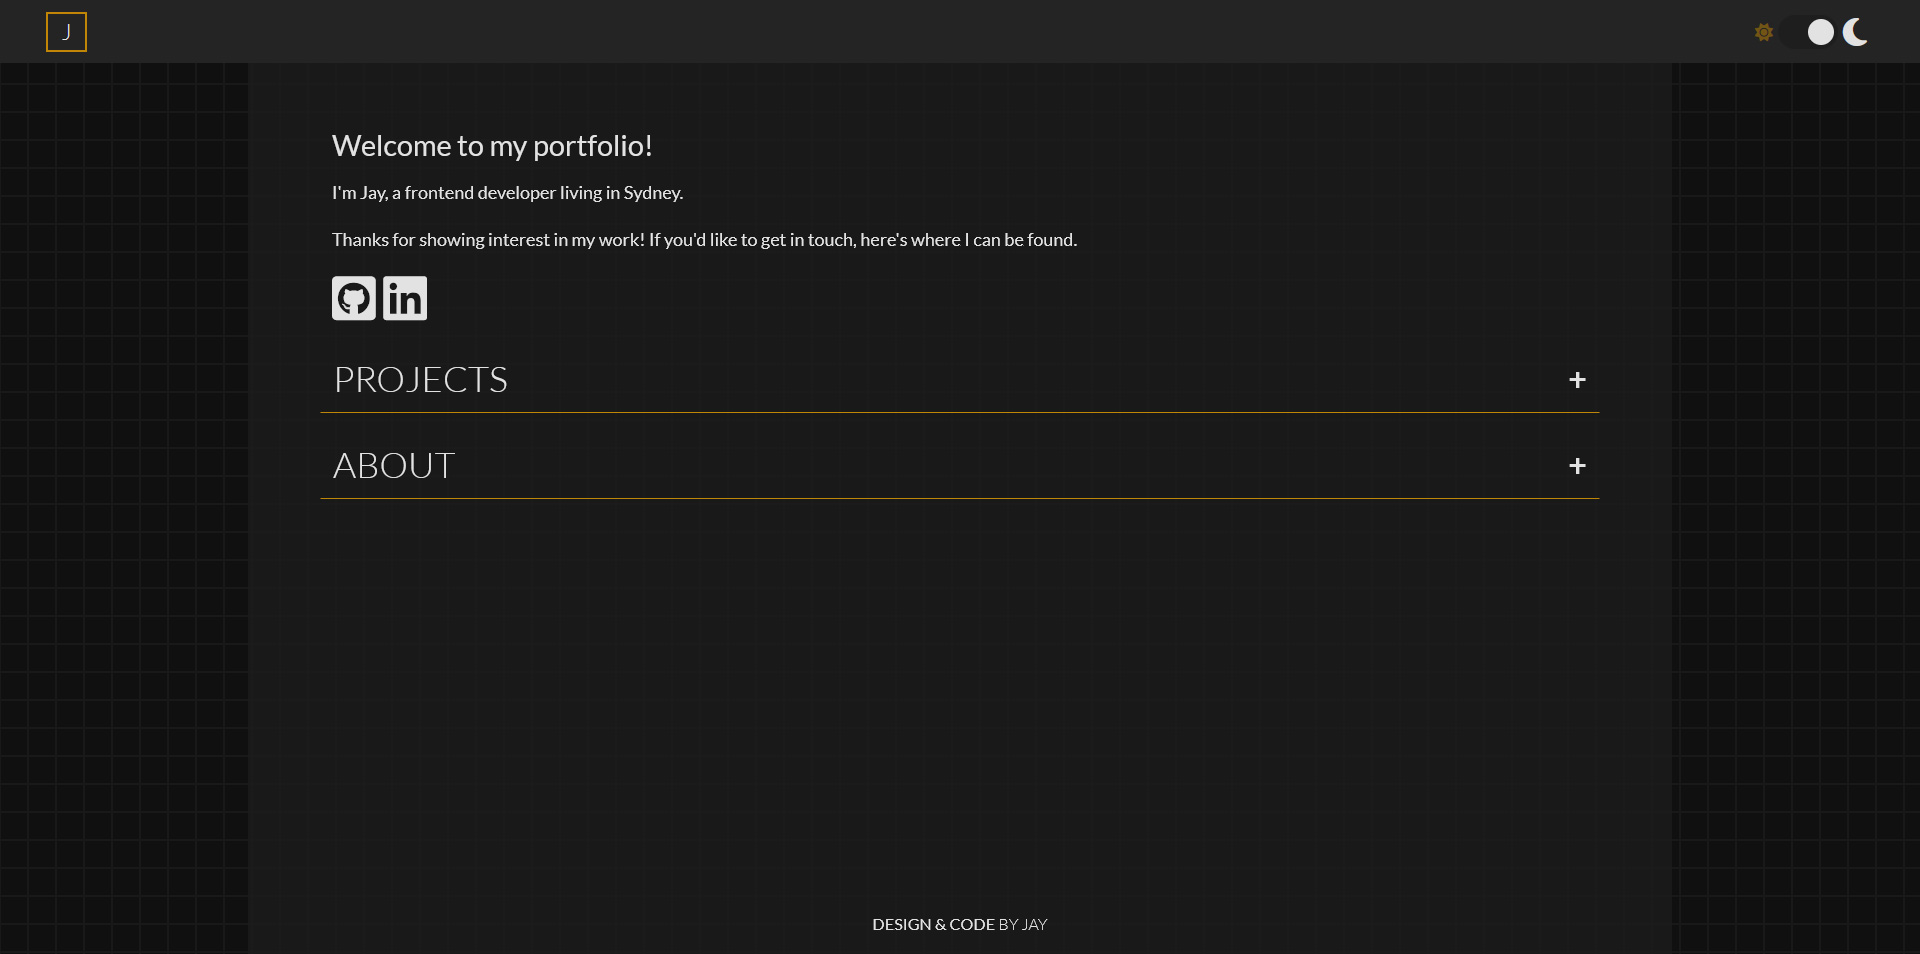 J
Welcome to my portfolio!
I'm Jay, a frontend developer living in Sydney.
Thanks for showing interest in my work! If you'd like to get in touch, here's where I can be found.
in
PROJECTS +
ABOUT +
DESIGN & CODE BY JAY